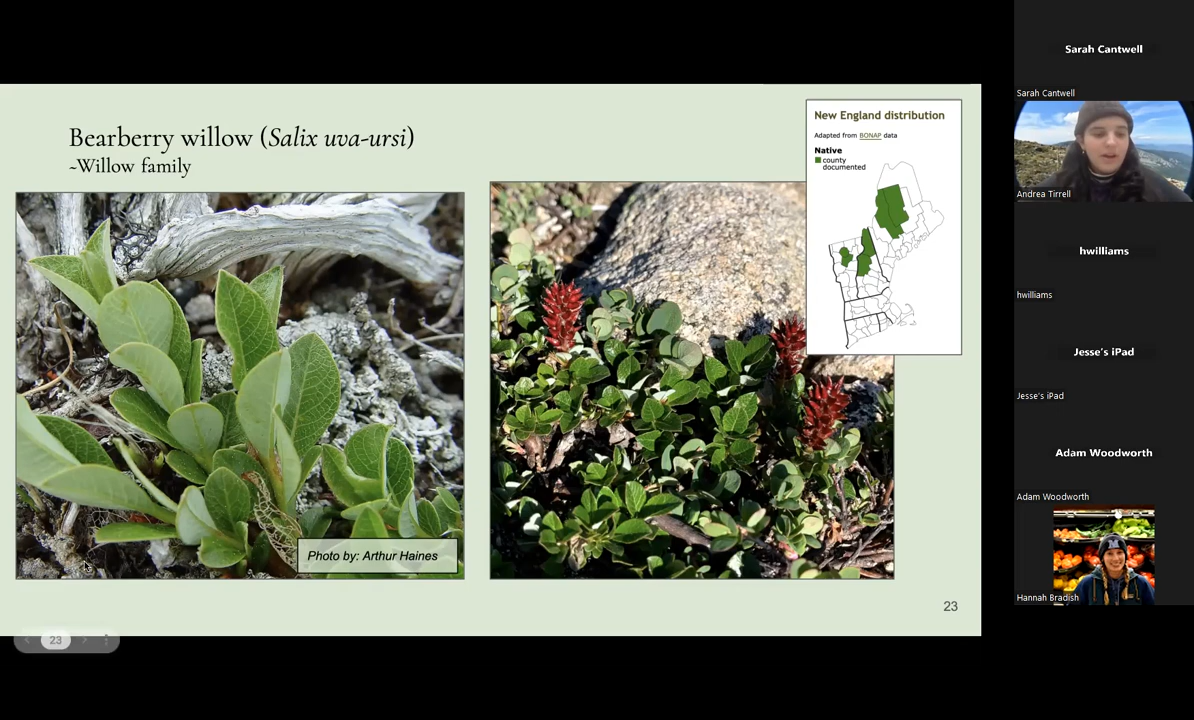 Bearberry willow (Salix uva-ursi)
~Willow family
New England distribution
Adapted from BONAP data
Native
county
documented
Photo by: Arthur Haines
23
23
Sarah Cantwell
Sarah Cantwell
Andrea Tirrell
hwilliams
hwilliams
Jesse's iPad
Jesse's iPad
Adam Woodworth
Adam Woodworth
Hannah Bradish